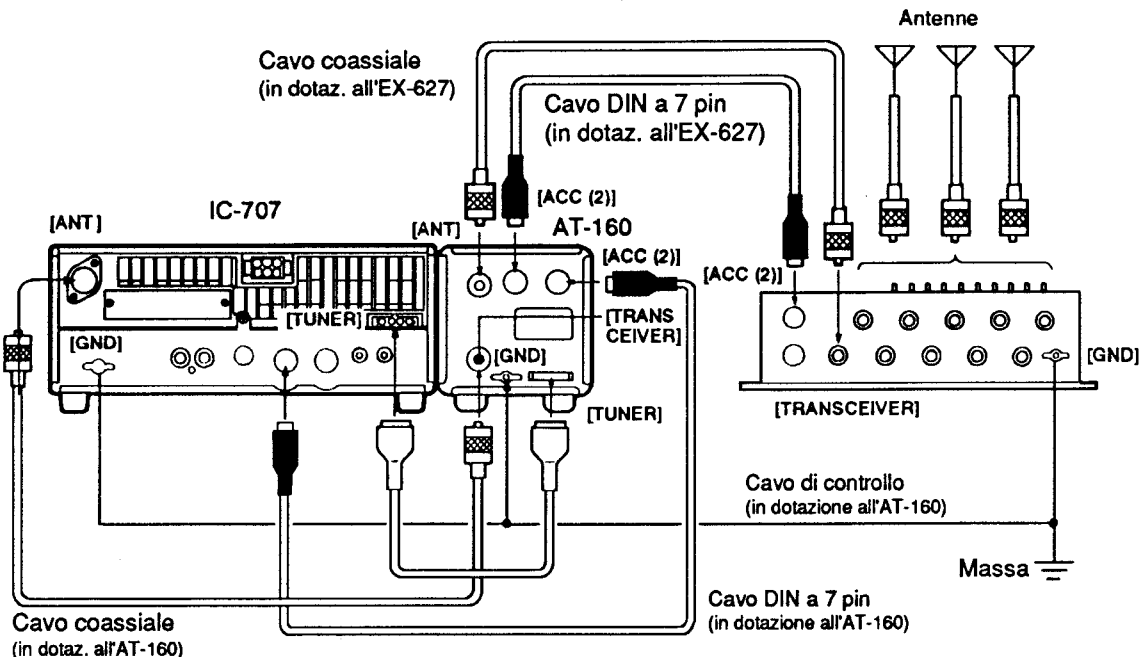 Antenne
Cavo coassiale
(in dotaz. all'EX-627)
Cavo DIN a 7 pin
(in dotaz. all'EX-627)
[ACC (2)]
[ANT]
IC-707
[ANT]
AT-160
[ACC (2)]
[ACC (2)]
[TUNER]
[TRANS
CEIVER]
[GND]
[GND]
[GND]
[TUNER]
[TRANSCEIVER]
Cavo di controllo
(in dotazione all'AT-160)
Massa
Cavo DIN a 7 pin
(in dotazione all'AT-160)
Cavo coassiale
(in dotaz. all'AT-160)